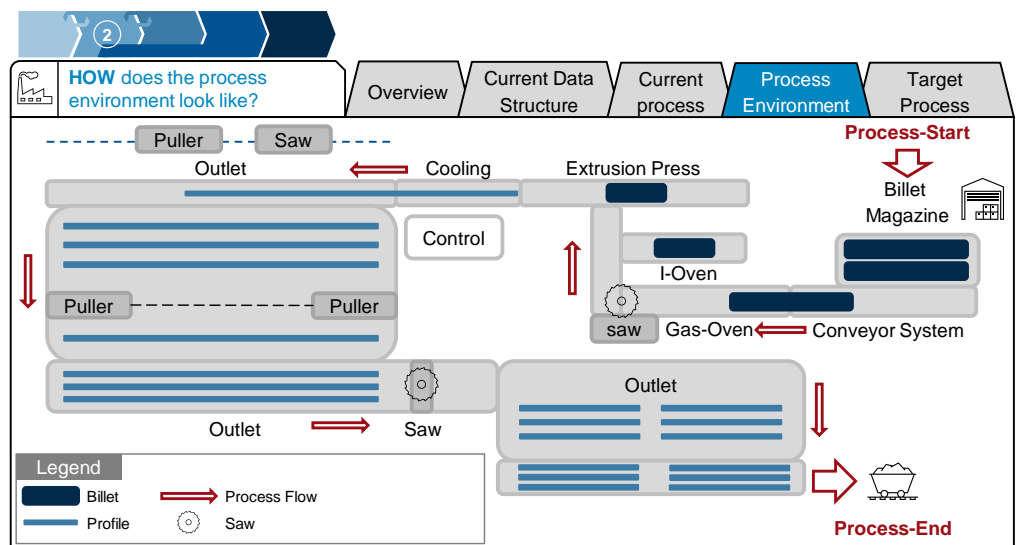 2
HOW does the process
environment look like?
Overview
Current Data
Structure
Current
process
Process
Environment
Target
Process
Process-Start
Puller
Saw
Outlet
Cooling
Extrusion Press
Billet
Magazine
Control
I-Oven
Puller
Puller
saw
Gas-Oven
Conveyor System
Outlet
Outlet
Saw
Legend
Billet
Process Flow
Profile
Saw
Process-End